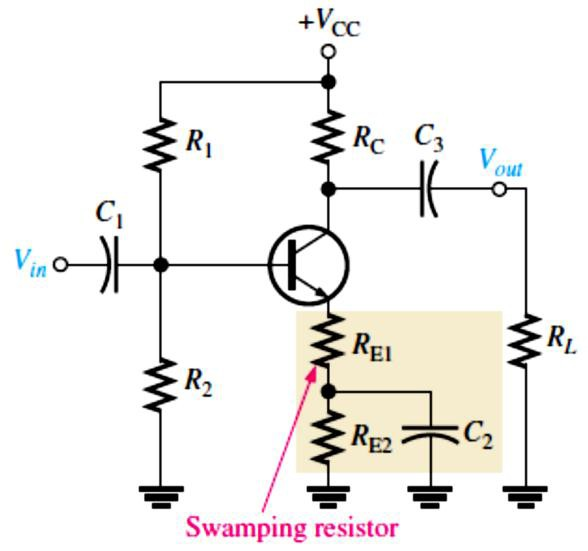 +VCC
R1
RC
C3
Vout
C1
Vin
RE1
RL
R2
RE2
C2
Swamping resistor